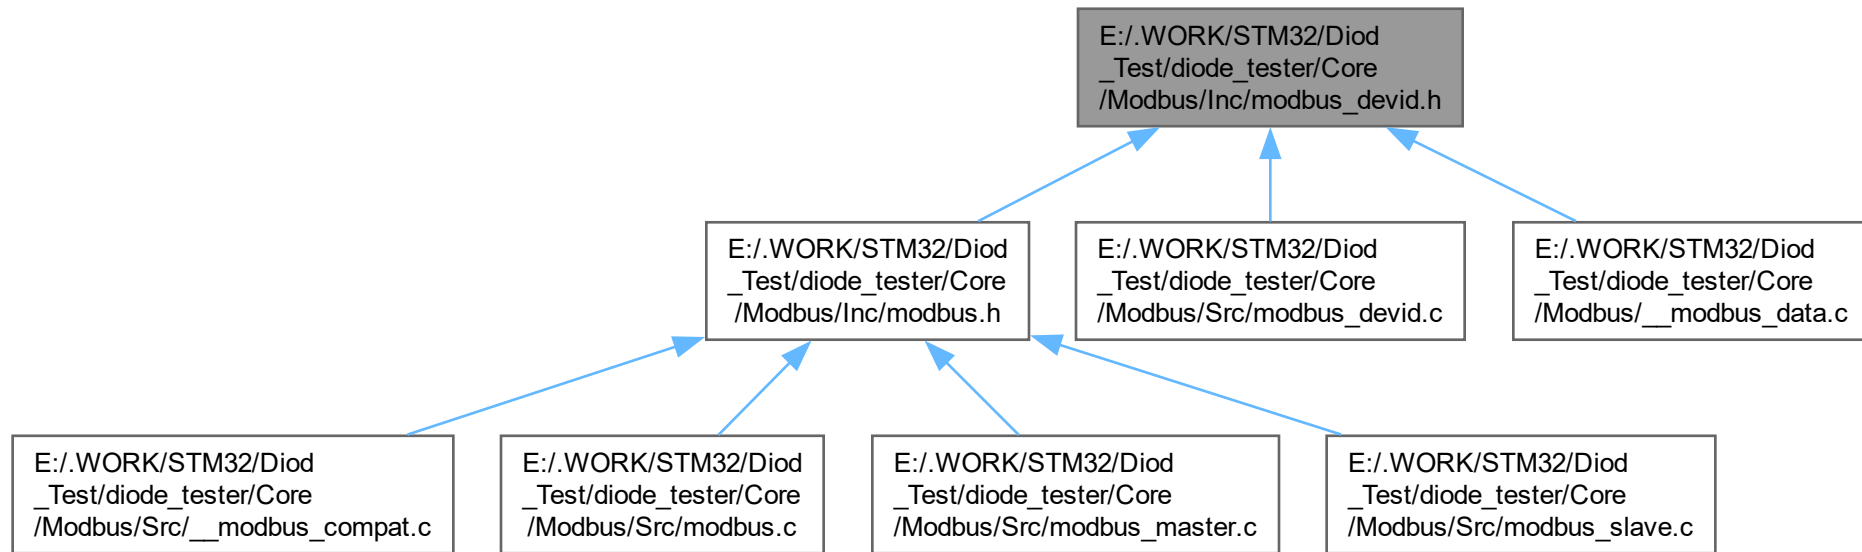 E:/.WORK/STM32/Diod
_Test/diode_tester/Core
/Modbus/Inc/modbus_devid.h
E:/.WORK/STM32/Diod
_Test/diode_tester/Core
/Modbus/Inc/modbus.h
E:/.WORK/STM32/Diod
_Test/diode_tester/Core
/Modbus/Src/modbus_devid.c
E:/.WORK/STM32/Diod
_Test/diode_tester/Core
/Modbus/__modbus_data.c
E:/.WORK/STM32/Diod
_Test/diode_tester/Core
/Modbus/Src/__modbus_compat.c
E:/.WORK/STM32/Diod
_Test/diode_tester/Core
/Modbus/Src/modbus.c
E:/.WORK/STM32/Diod
_Test/diode_tester/Core
/Modbus/Src/modbus_master.c
E:/.WORK/STM32/Diod
_Test/diode_tester/Core
/Modbus/Src/modbus_slave.c